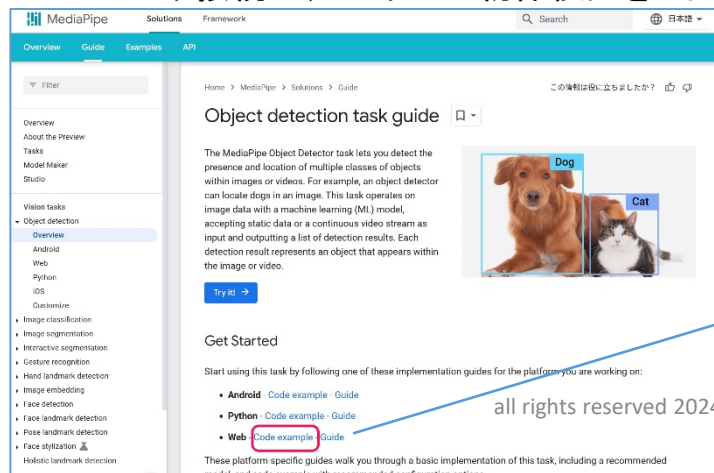 MediaPipe Solutions Framework Search 日本語
Overview Guide Examples API
Filter
Overview
About the Preview
Tasks
Model Maker
Studio
Vision tasks
Object detection
Overview
Android
Web
Python
iOS
Customize
Image classification
Image segmentation
Interactive segmentation
Gesture recognition
Hand landmark detection
Image embedding
Face detection
Face landmark detection
Pose landmark detection
Face stylization
Holistic landmark detection
Home > MediaPipe > Solutions > Guide
この情報は役に立ちましたか？
Object detection task guide
The MediaPipe Object Detector task lets you detect the
presence and location of multiple classes of objects
within images or videos. For example, an object detector
can locate dogs in an image. This task operates on
image data with a machine learning (ML) model,
accepting static data or a continuous video stream as
input and outputting a list of detection results. Each
detection result represents an object that appears within
the image or video.
Dog
Cat
Try it! →
Get Started
Start using this task by following one of these implementation guides for the platform you are working on:
• Android - Code example - Guide
• Python - Code example - Guide
• Web - Code example - Guide
all rights reserved 2024
These platform-specific guides walk you through a basic implementation of this task, including a recommended